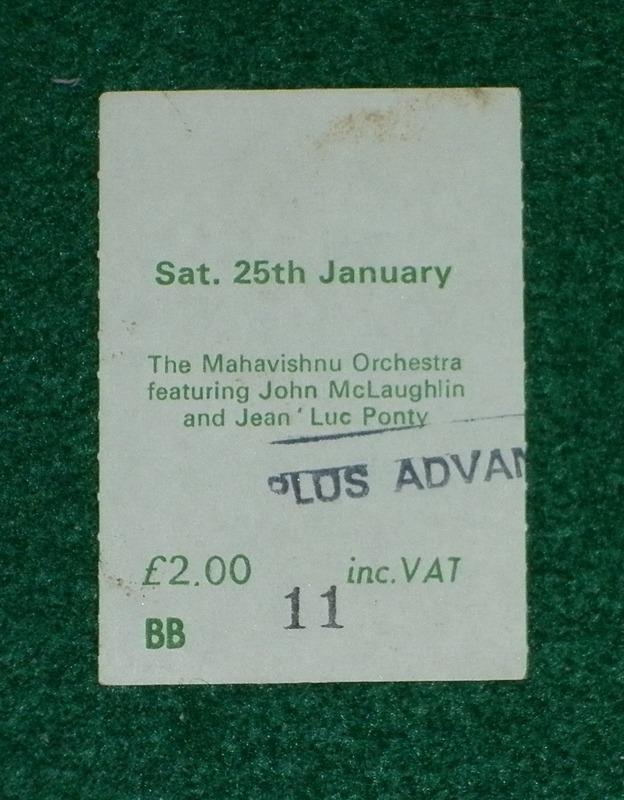 Sat. 25th January
The Mahavishnu Orchestra
featuring John McLaughlin
and Jean ' Luc Ponty
PLUS ADVAN
£2.00 inc. VAT
11
BB